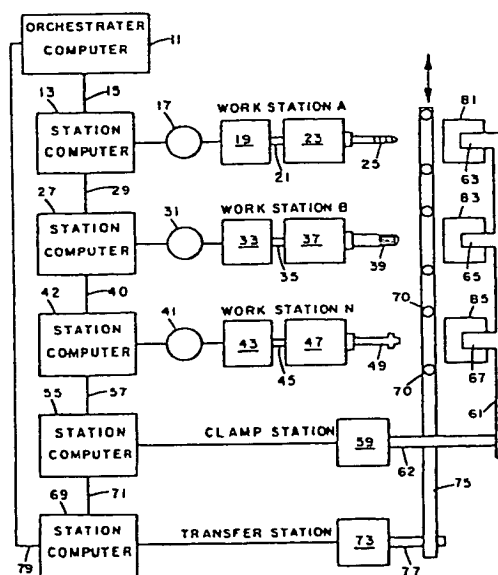 ORCHESTRATER
COMPUTER
11
13
15
17
WORK STATION A
81
STATION
COMPUTER
19
23
21
25
63
27
29
31
WORK STATION B
83
STATION
COMPUTER
33
37
35
39
65
42
40
41
WORK STATION N
70
85
STATION
COMPUTER
43
47
45
49
70
67
55
57
61
STATION
COMPUTER
CLAMP STATION
59
62
75
69
71
STATION
COMPUTER
TRANSFER STATION
73
79
77